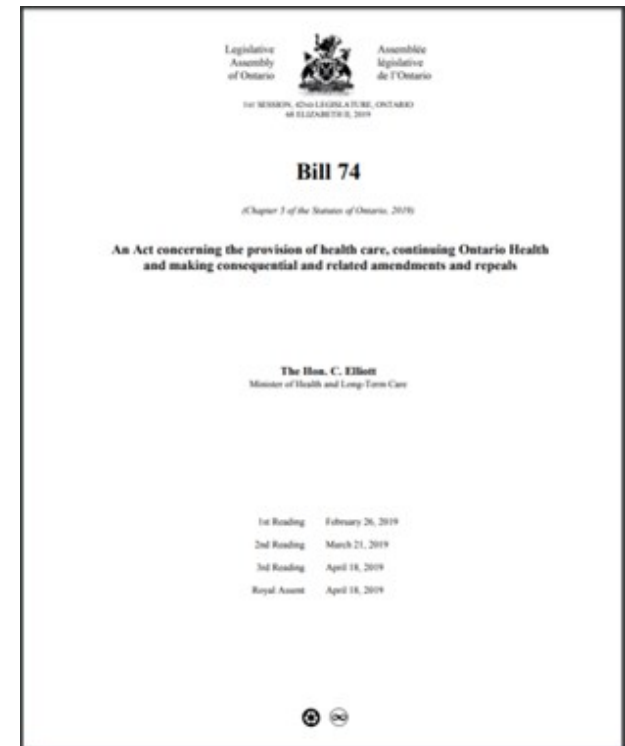 Legislative
Assembly
of Ontario
Assemblée
législative
de l'Ontario
1st SESSION, 42nd LEGISLATURE, ONTARIO
68 ELIZABETH II, 2019
Bill 74
(Chapter 5 of the Statutes of Ontario, 2019)
An Act concerning the provision of health care, continuing Ontario Health
and making consequential and related amendments and repeals
The Hon. C. Elliott
Minister of Health and Long-Term Care
1st Reading February 26, 2019
2nd Reading March 21, 2019
3rd Reading April 18, 2019
Royal Assent April 18, 2019